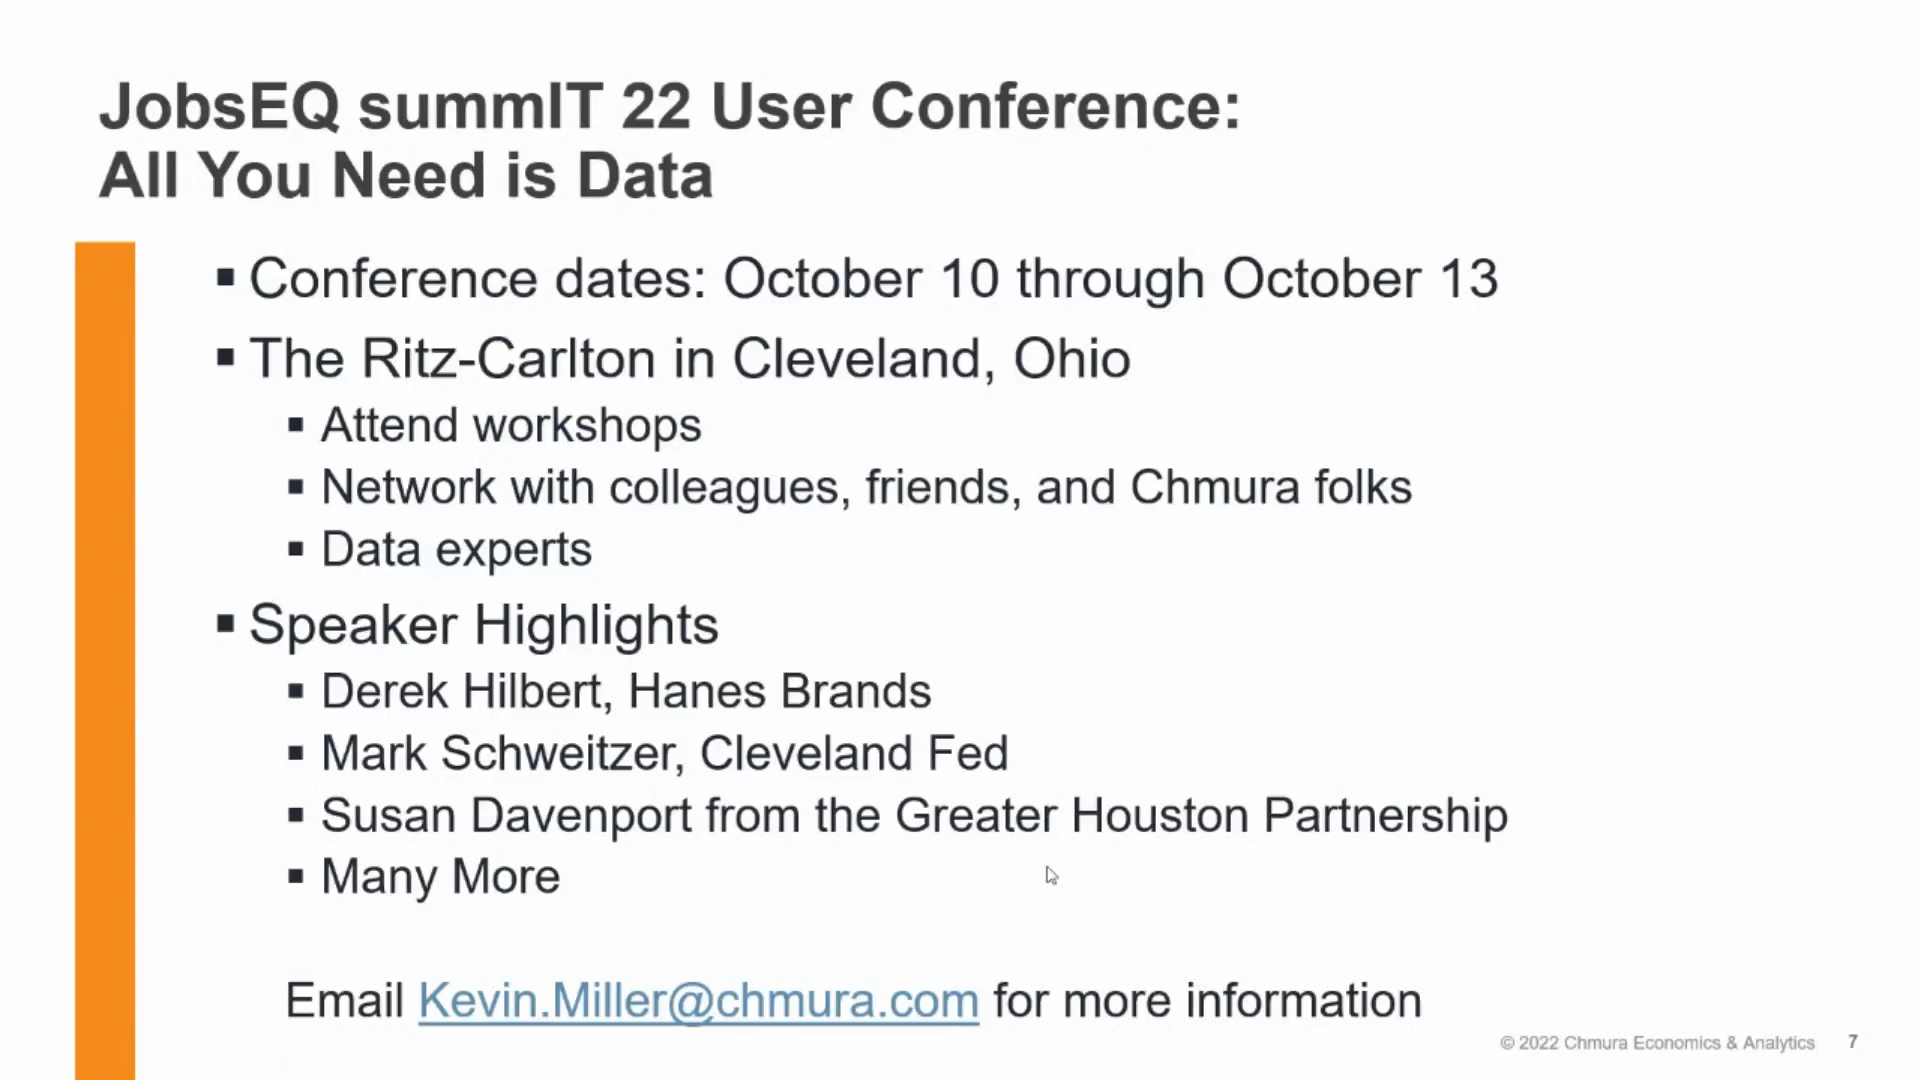 JobsEQ summIT 22 User Conference:
All You Need is Data
▪ Conference dates: October 10 through October 13
▪ The Ritz-Carlton in Cleveland, Ohio
▪ Attend workshops
▪ Network with colleagues, friends, and Chmura folks
▪ Data experts
▪ Speaker Highlights
▪ Derek Hilbert, Hanes Brands
▪ Mark Schweitzer, Cleveland Fed
▪ Susan Davenport from the Greater Houston Partnership
▪ Many More
Email Kevin.Miller@chmura.com for more information
© 2022 Chmura Economics & Analytics 7